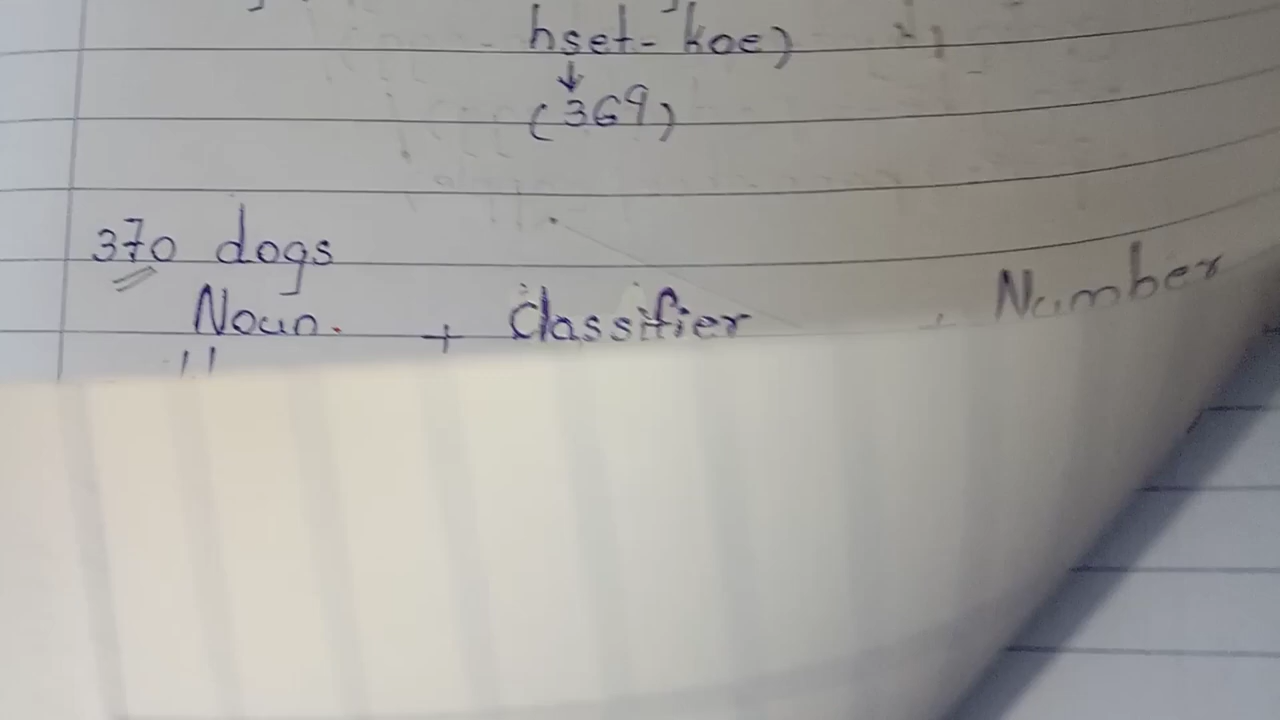 hset- koe)
↓
(369)
370 dogs
Noun. + Classifier + Number